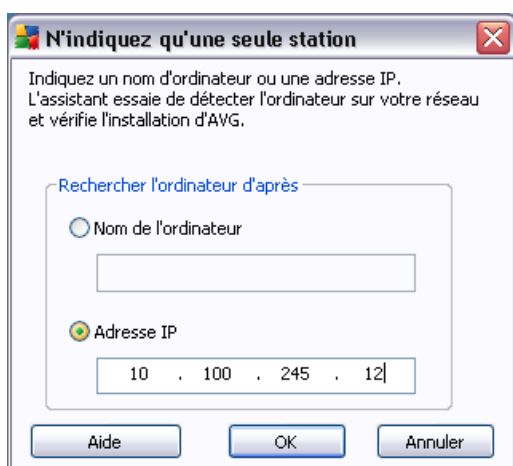 N'indiquez qu'une seule station
Indiquez un nom d'ordinateur ou une adresse IP.
L'assistant essaie de détecter l'ordinateur sur votre réseau
et vérifie l'installation d'AVG.
Rechercher l'ordinateur d'après
Nom de l'ordinateur
Adresse IP
10 . 100 . 245 . 12
Aide OK Annuler